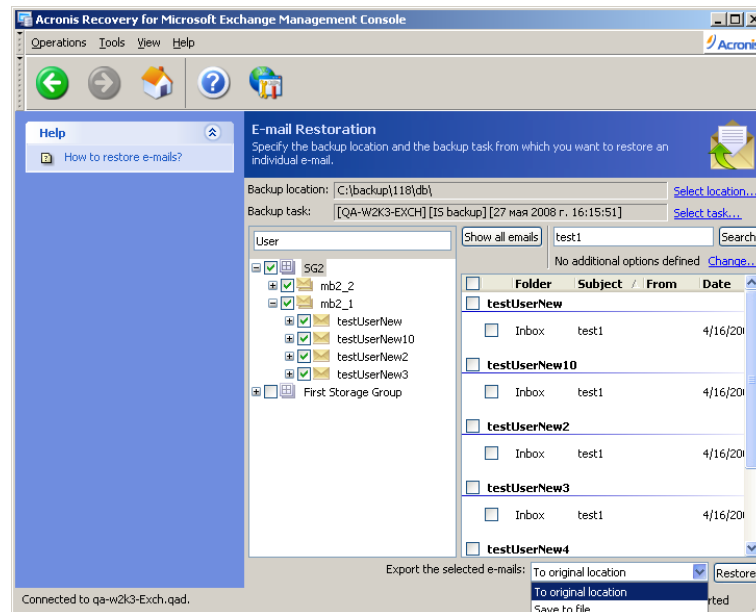 Acronis Recovery for Microsoft Exchange Management Console
Operations Tools View Help
Acronis
Help
How to restore e-mails?
E-mail Restoration
Specify the backup location and the backup task from which you want to restore an
individual e-mail.
Backup location: C:\backup\118\db\ Select location...
Backup task: [QA-W2K3-EXCH] [IS backup] [27 мая 2008 г. 16:15:51] Select task...
User
Show all emails test1 Search
No additional options defined Change...
SG2
mb2_2
mb2_1
testUserNew
testUserNew10
testUserNew2
testUserNew3
First Storage Group
Folder Subject From Date
testUserNew
Inbox test1 4/16/200
testUserNew10
Inbox test1 4/16/200
testUserNew2
Inbox test1 4/16/200
testUserNew3
Inbox test1 4/16/200
testUserNew4
Export the selected e-mails: To original location Restore
To original location
Save to file
Connected to qa-w2k3-Exch.qad. rted